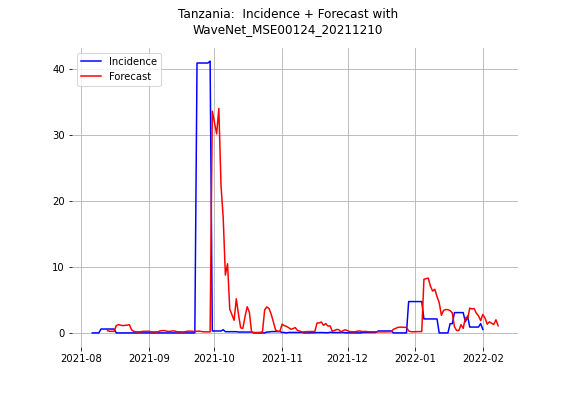 Tanzania:  Incidence + Forecast with
WaveNet_MSE00124_20211210
Incidence
Forecast
40
30
20
10
0
2021-08 2021-09 2021-10 2021-11 2021-12 2022-01 2022-02